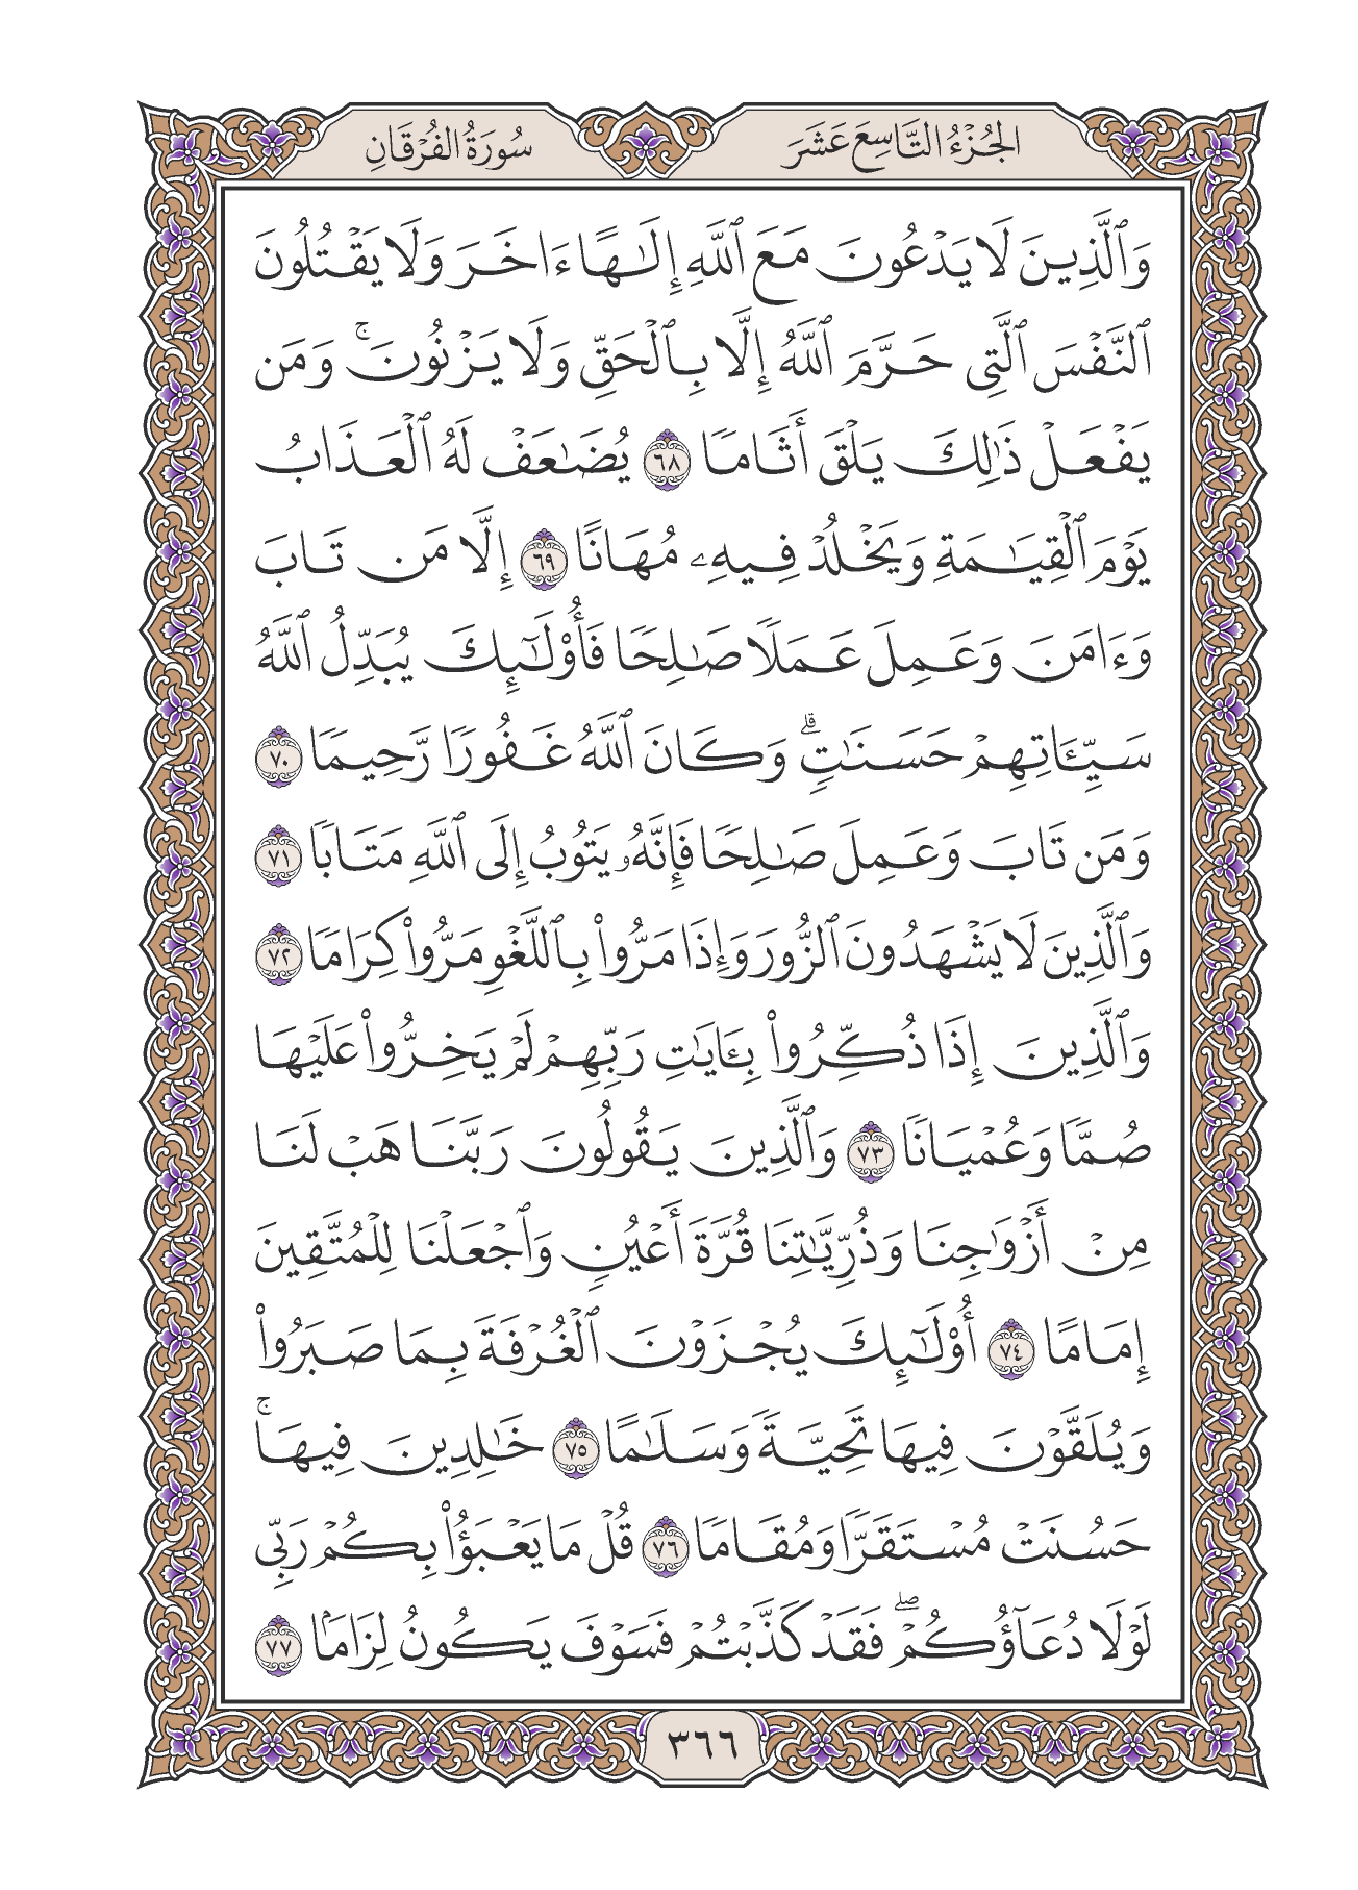 الجُزْءُ التَّاسِعَ عَشَرَ
سُورَةُ الفُرْقَانِ
وَٱلَّذِينَ لَا يَدْعُونَ مَعَ ٱللَّهِ إِلَٰهًا ءَاخَرَ وَلَا يَقْتُلُونَ
ٱلنَّفْسَ ٱلَّتِي حَرَّمَ ٱللَّهُ إِلَّا بِٱلْحَقِّ وَلَا يَزْنُونَۚ وَمَن
يَفْعَلْ ذَٰلِكَ يَلْقَ أَثَامًا ٦٨ يُضَٰعَفْ لَهُ ٱلْعَذَابُ
يَوْمَ ٱلْقِيَٰمَةِ وَيَخْلُدْ فِيهِۦ مُهَانًا ٦٩ إِلَّا مَن تَابَ
وَءَامَنَ وَعَمِلَ عَمَلًا صَٰلِحًا فَأُوْلَٰٓئِكَ يُبَدِّلُ ٱللَّهُ
سَيِّـَٔاتِهِمْ حَسَنَٰتٍۗ وَكَانَ ٱللَّهُ غَفُورًا رَّحِيمًا ٧٠
وَمَن تَابَ وَعَمِلَ صَٰلِحًا فَإِنَّهُۥ يَتُوبُ إِلَى ٱللَّهِ مَتَابًا ٧١
وَٱلَّذِينَ لَا يَشْهَدُونَ ٱلزُّورَ وَإِذَا مَرُّواْ بِٱللَّغْوِ مَرُّواْ كِرَامًا ٧٢
وَٱلَّذِينَ إِذَا ذُكِّرُواْ بِـَٔايَٰتِ رَبِّهِمْ لَمْ يَخِرُّواْ عَلَيْهَا
صُمًّا وَعُمْيَانًا ٧٣ وَٱلَّذِينَ يَقُولُونَ رَبَّنَا هَبْ لَنَا
مِنْ أَزْوَٰجِنَا وَذُرِّيَّٰتِنَا قُرَّةَ أَعْيُنٍ وَٱجْعَلْنَا لِلْمُتَّقِينَ
إِمَامًا ٧٤ أُوْلَٰٓئِكَ يُجْزَوْنَ ٱلْغُرْفَةَ بِمَا صَبَرُواْ
وَيُلَقَّوْنَ فِيهَا تَحِيَّةً وَسَلَٰمًا ٧٥ خَٰلِدِينَ فِيهَاۚ
حَسُنَتْ مُسْتَقَرًّا وَمُقَامًا ٧٦ قُلْ مَا يَعْبَؤُاْ بِكُمْ رَبِّي
لَوْلَا دُعَآؤُكُمْۖ فَقَدْ كَذَّبْتُمْ فَسَوْفَ يَكُونُ لِزَامًۢا ٧٧
٣٦٦